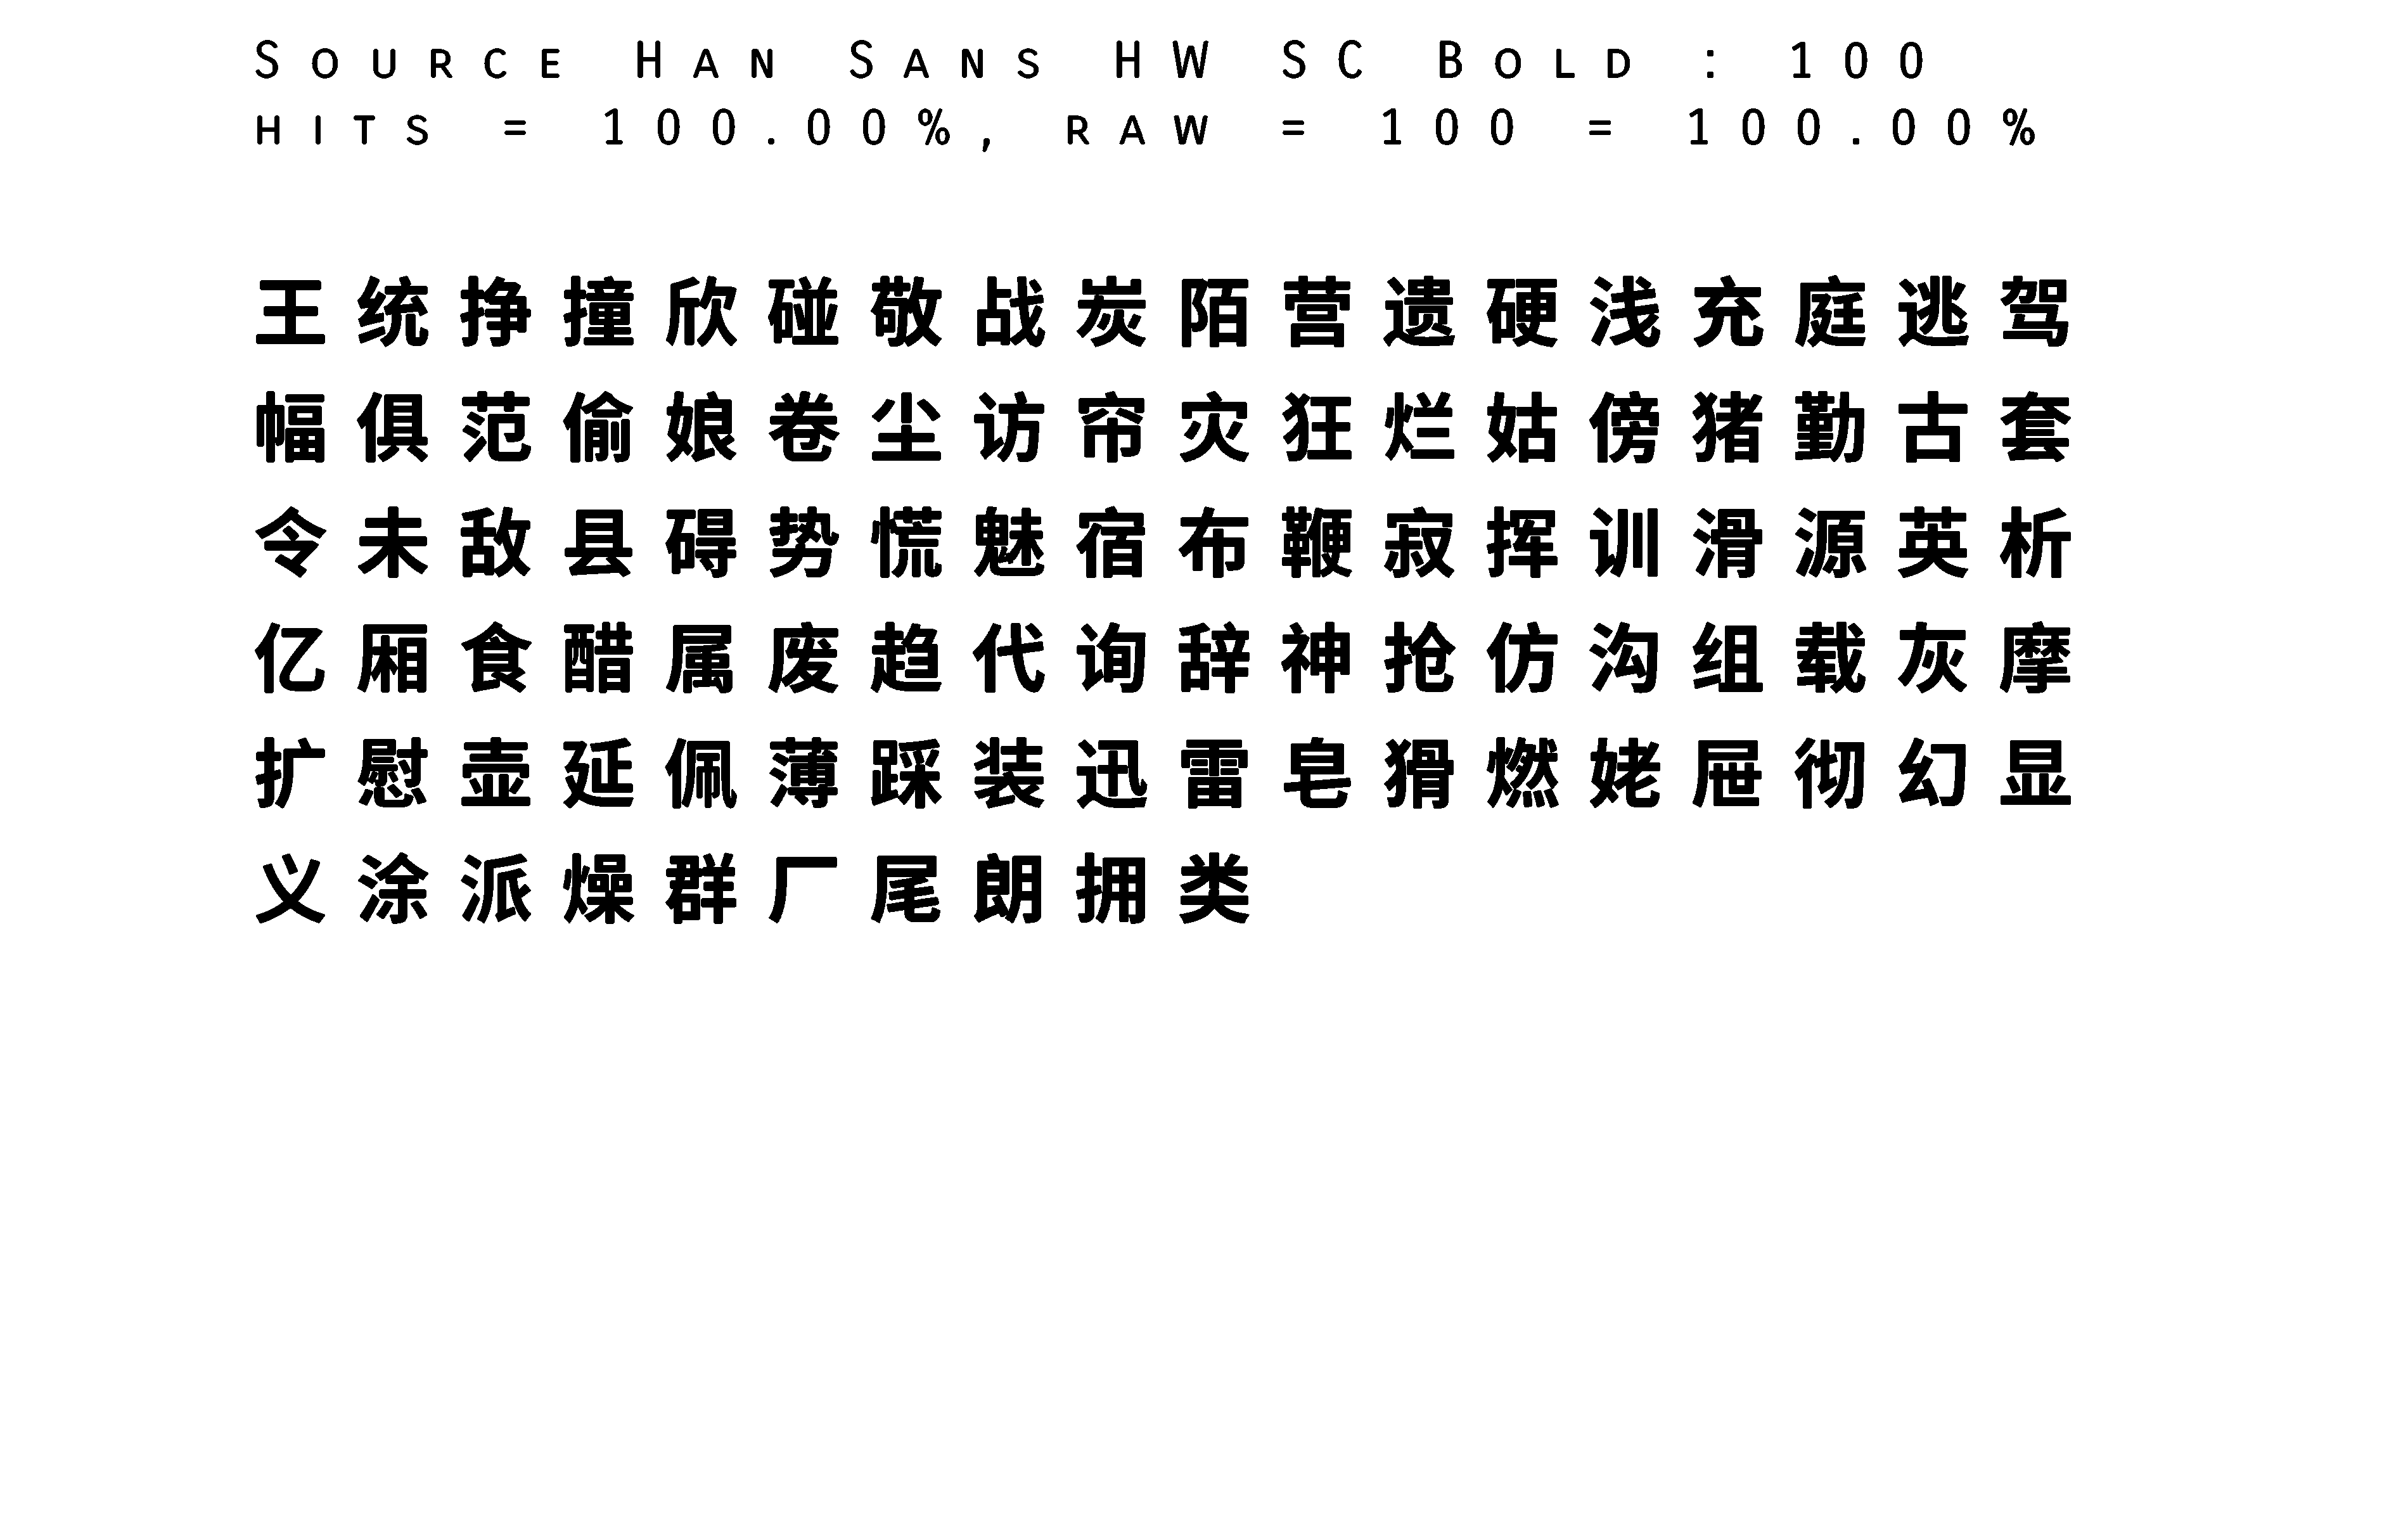 Source Han Sans HW SC Bold : 100
hits = 100.00%, raw = 100 = 100.00%
王统挣撞欣碰敬战炭陌营遗硬浅充庭逃驾
幅俱范偷娘卷尘访帘灾狂烂姑傍猪勤古套
令未敌县碍势慌魅宿布鞭寂挥训滑源英析
亿厢食醋属废趋代询辞神抢仿沟组载灰摩
扩慰壶延佩薄踩装迅雷皂猾燃姥屉彻幻显
义涂派燥群厂尾朗拥类